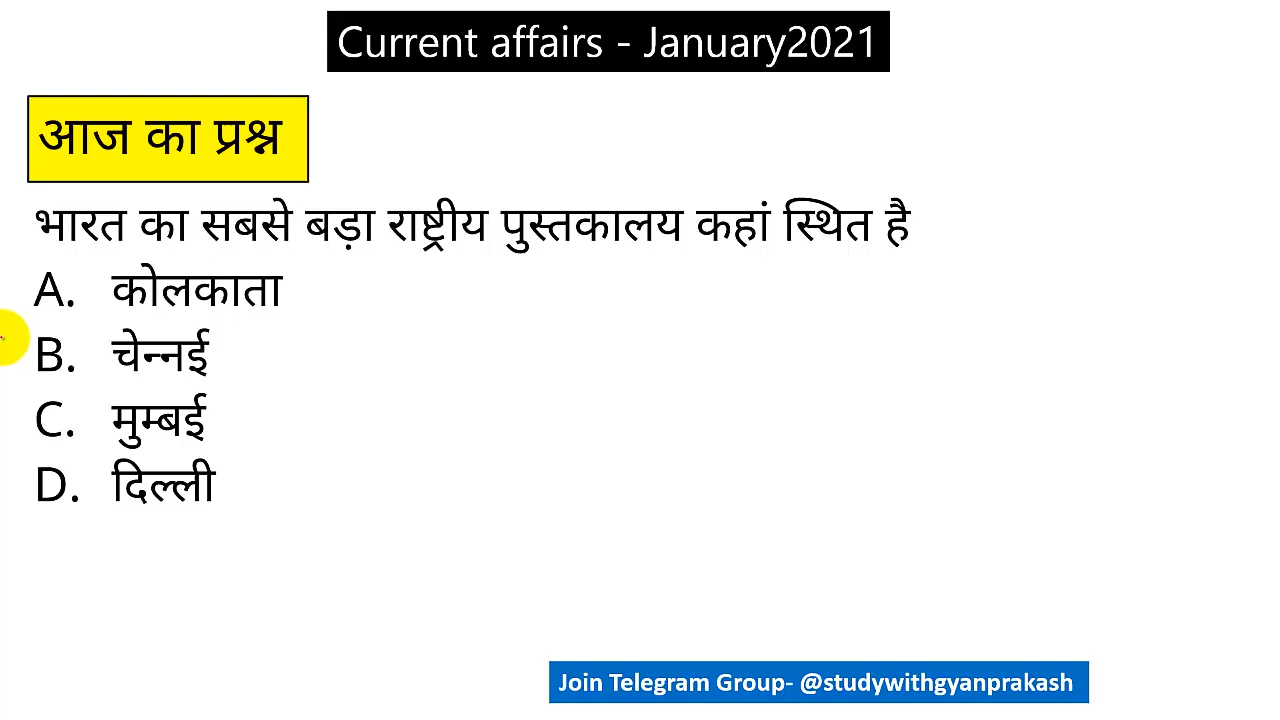 Current affairs - January2021
आज का प्रश्न
भारत का सबसे बड़ा राष्ट्रीय पुस्तकालय कहां स्थित है
A. कोलकाता
B. चेन्नई
C. मुम्बई
D. दिल्ली
Join Telegram Group- @studywithgyanprakash